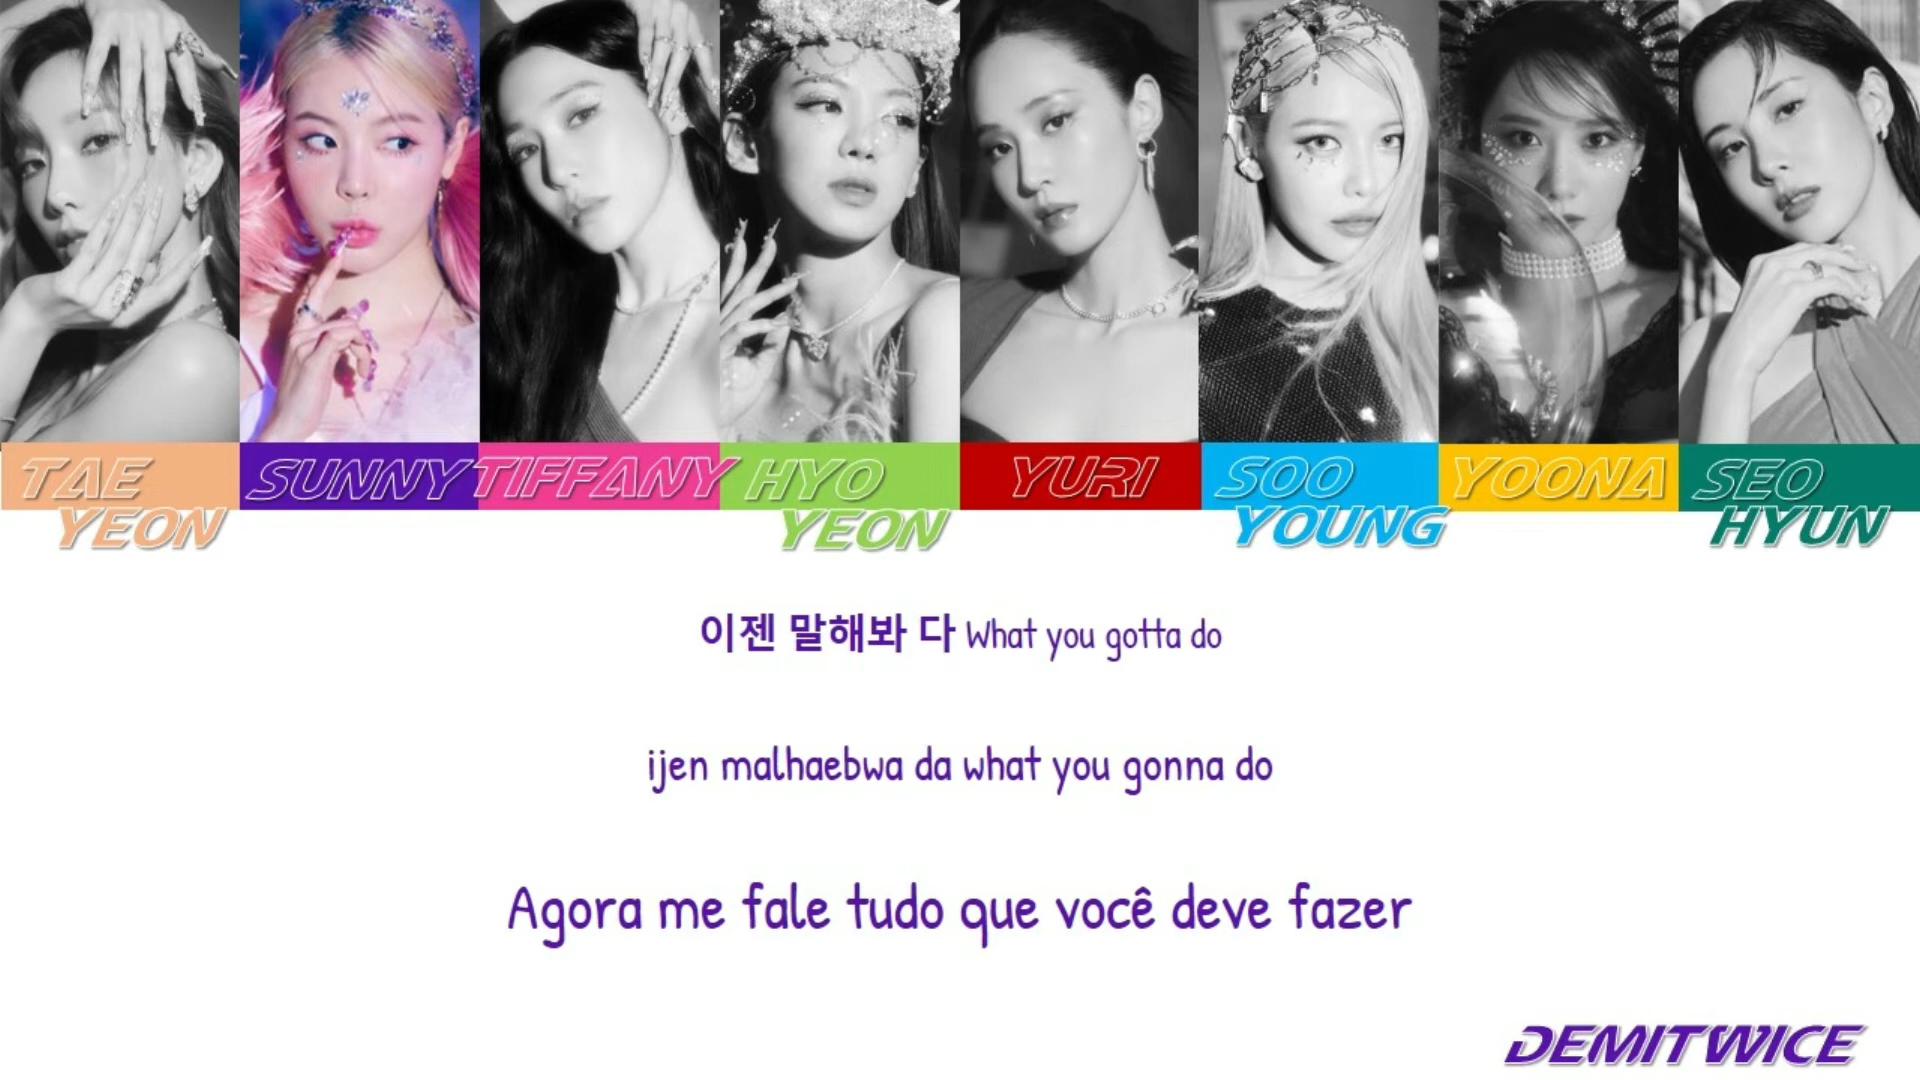 TAE
YEON
SUNNY
TIFFANY
HYO
YEON
YURI
SOO
YOUNG
YOONA
SEO
HYUN
이젠 말해봐 다 What you gotta do
ijen malhaebwa da what you gonna do
Agora me fale tudo que você deve fazer
DEMITWICE